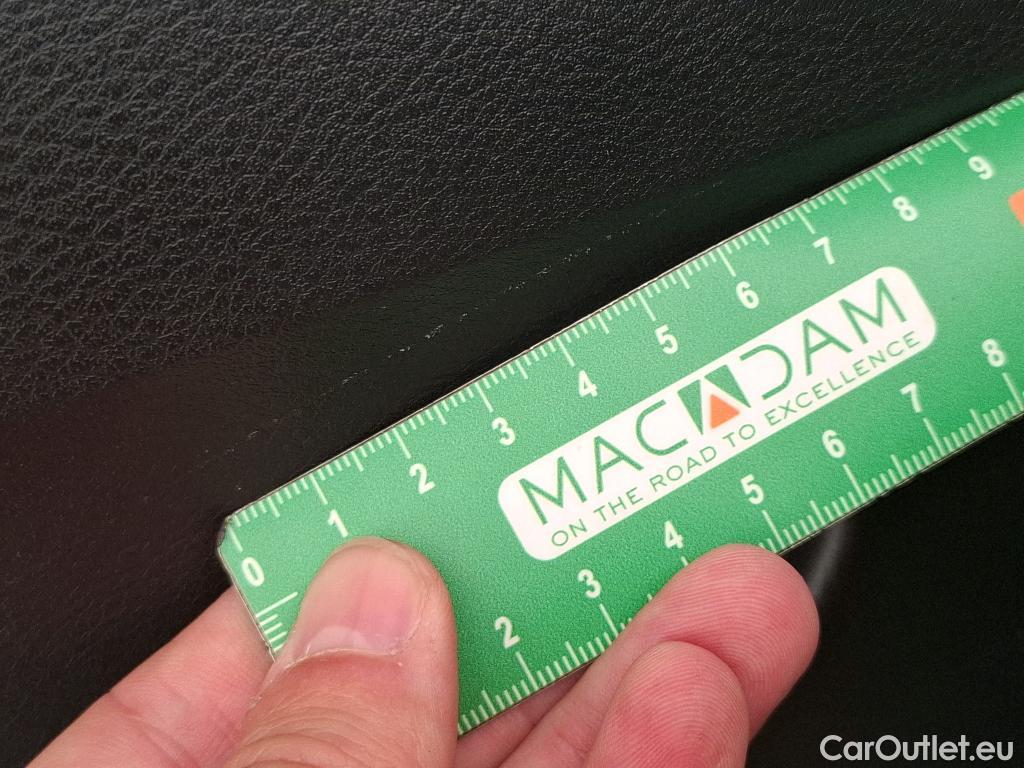 0 1 2 3 4 5 6 7 8 9
MACADAM
ON THE ROAD TO EXCELLENCE
2 3 4 5 6 7 8
CarOutlet.eu